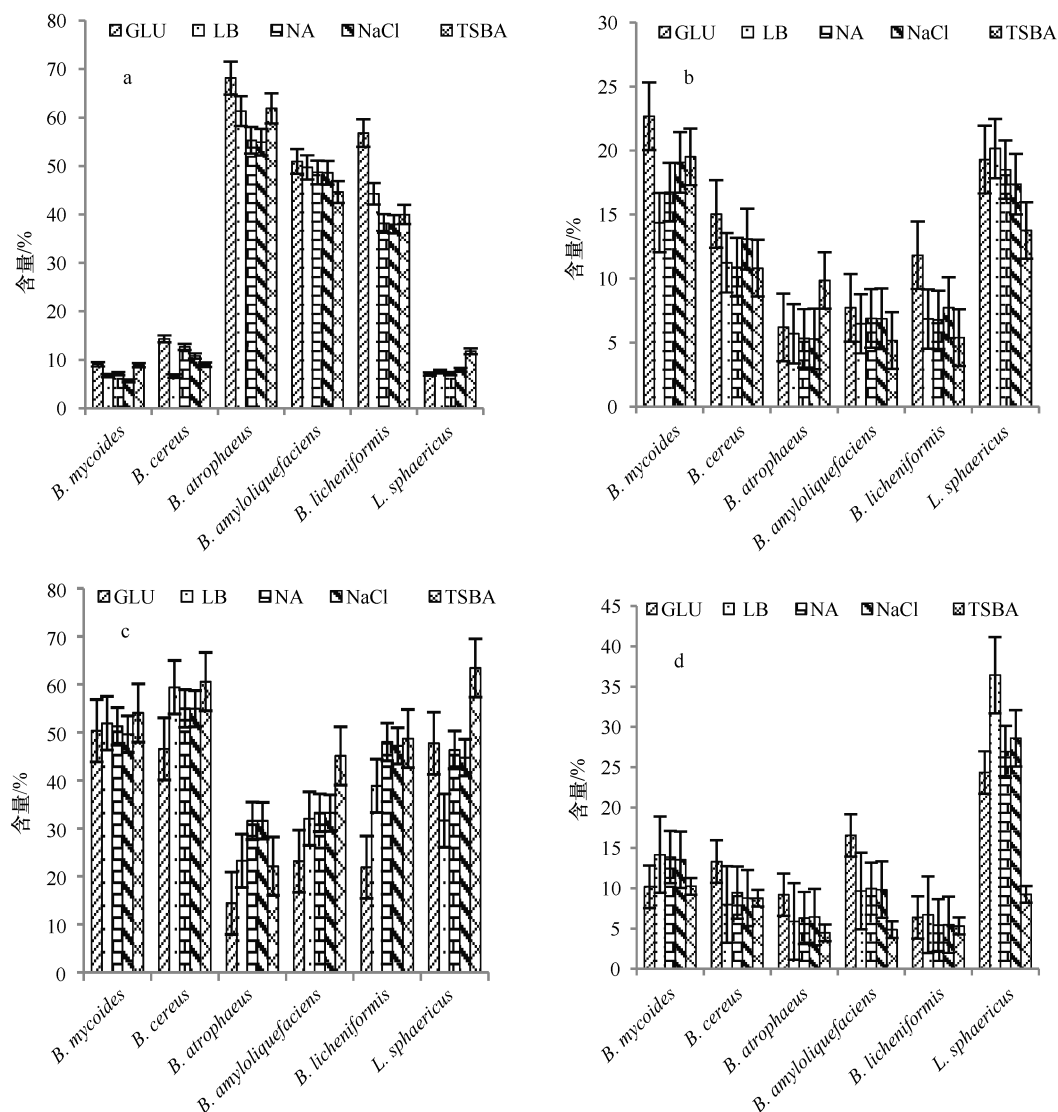 GLU LB NA NaCl TSBA
a
80
70
60
50
40
30
20
10
0
含量/%
B. mycoides
B. cereus
B. atrophaeus
B. amyloliquefaciens
B. licheniformis
L. sphaericus
GLU LB NA NaCl TSBA
b
30
25
20
15
10
5
0
含量/%
B. mycoides
B. cereus
B. atrophaeus
B. amyloliquefaciens
B. licheniformis
L. sphaericus
GLU LB NA NaCl TSBA
c
80
70
60
50
40
30
20
10
0
含量/%
B. mycoides
B. cereus
B. atrophaeus
B. amyloliquefaciens
B. licheniformis
L. sphaericus
GLU LB NA NaCl TSBA
d
45
40
35
30
25
20
15
10
5
0
含量/%
B. mycoides
B. cereus
B. atrophaeus
B. amyloliquefaciens
B. licheniformis
L. sphaericus